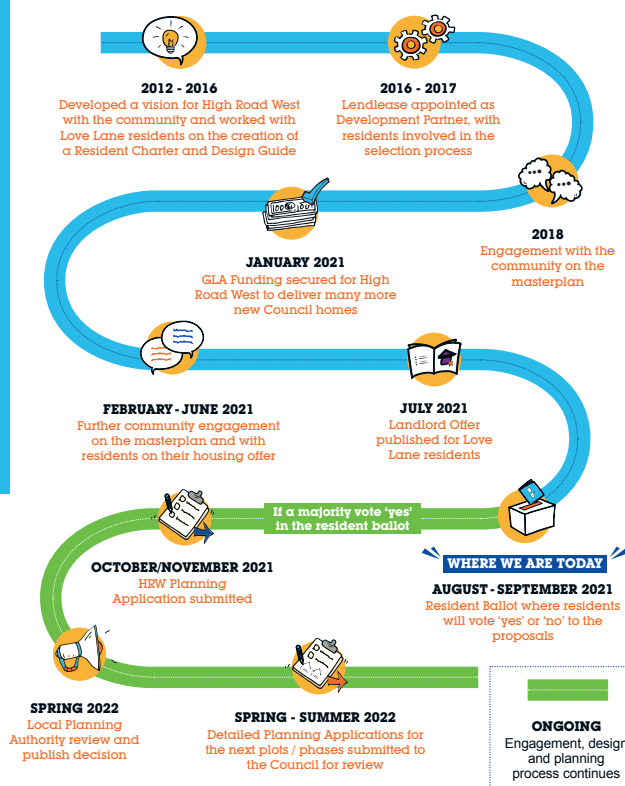 2012 - 2016
Developed a vision for High Road West
with the community and worked with
Love Lane residents on the creation of
a Resident Charter and Design Guide
2016 - 2017
Lendlease appointed as
Development Partner, with
residents involved in the
selection process
2018
Engagement with the
community on the
masterplan
JANUARY 2021
GLA Funding secured for High
Road West to deliver many more
new Council homes
FEBRUARY - JUNE 2021
Further community engagement
on the masterplan and with
residents on their housing offer
JULY 2021
Landlord Offer
published for Love
Lane residents
If a majority vote ‘yes’
in the resident ballot
WHERE WE ARE TODAY
AUGUST - SEPTEMBER 2021
Resident Ballot where residents
will vote ‘yes’ or ‘no’ to the
proposals
OCTOBER/NOVEMBER 2021
HRW Planning
Application submitted
SPRING 2022
Local Planning
Authority review and
publish decision
SPRING - SUMMER 2022
Detailed Planning Applications for
the next plots / phases submitted to
the Council for review
ONGOING
Engagement, design
and planning
process continues